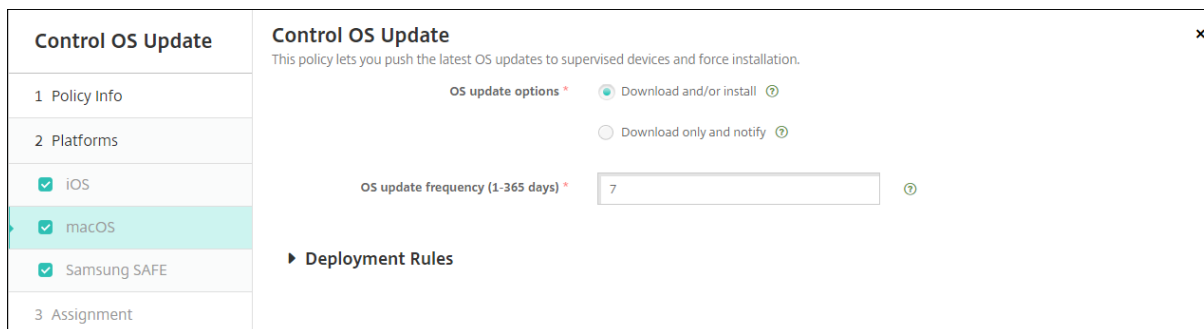 Control OS Update
1 Policy Info
2 Platforms
iOS
macOS
Samsung SAFE
3 Assignment
Control OS Update
This policy lets you push the latest OS updates to supervised devices and force installation.
OS update options *
Download and/or install
Download only and notify
OS update frequency (1-365 days) *
7
Deployment Rules